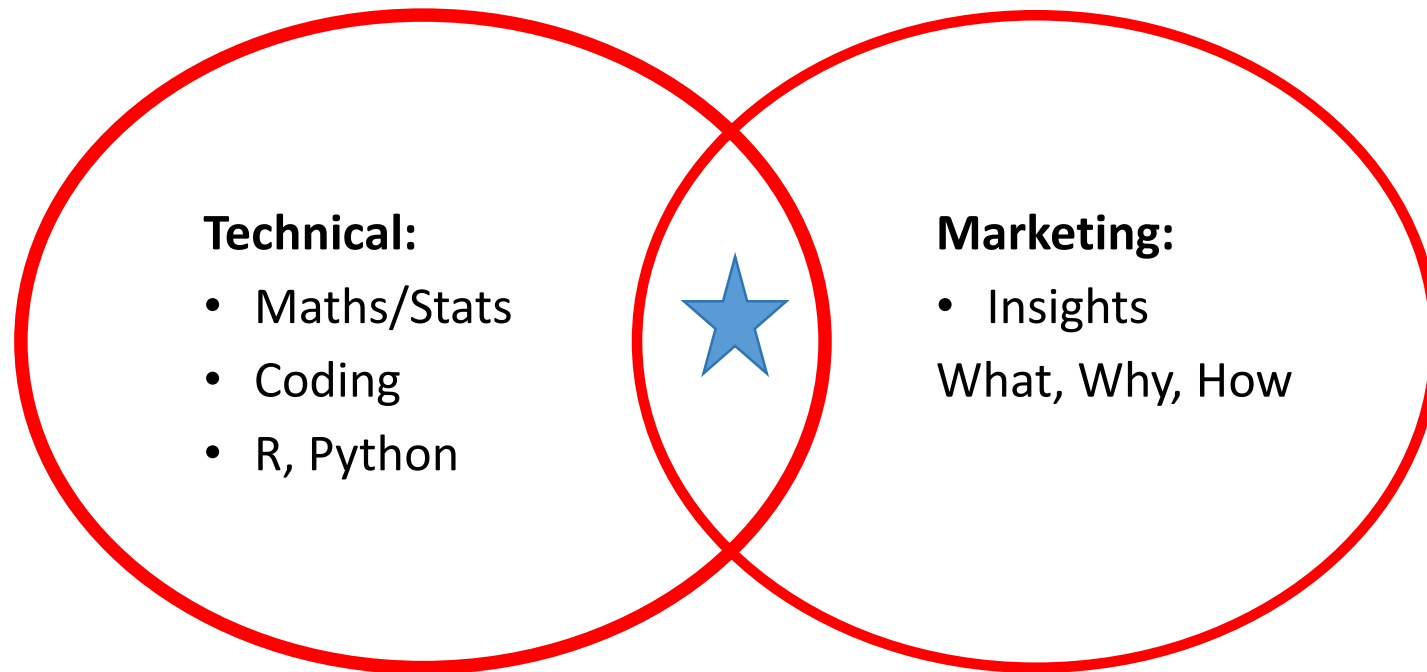 Technical:
• Maths/Stats
• Coding
• R, Python
Marketing:
• Insights
What, Why, How